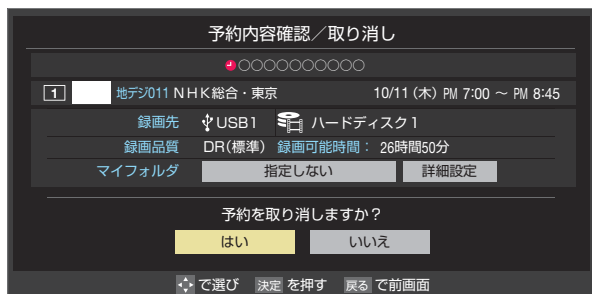 予約内容確認／取り消し
○○○○○○○○○○
1 地デジ011 NHK総合・東京 10/11 (木) PM 7:00 ～ PM 8:45
録画先 USB1 ハードディスク1
録画品質 DR(標準) 録画可能時間： 26時間50分
マイフォルダ 指定しない 詳細設定
予約を取り消しますか？
はい いいえ
で選び 決定 を押す 戻る で前画面